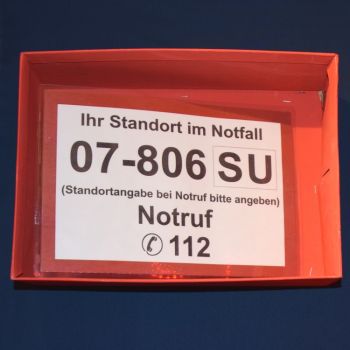 Ihr Standort im Notfall
07-806 SU
(Standortangabe bei Notruf bitte angeben)
Notruf
✆ 112